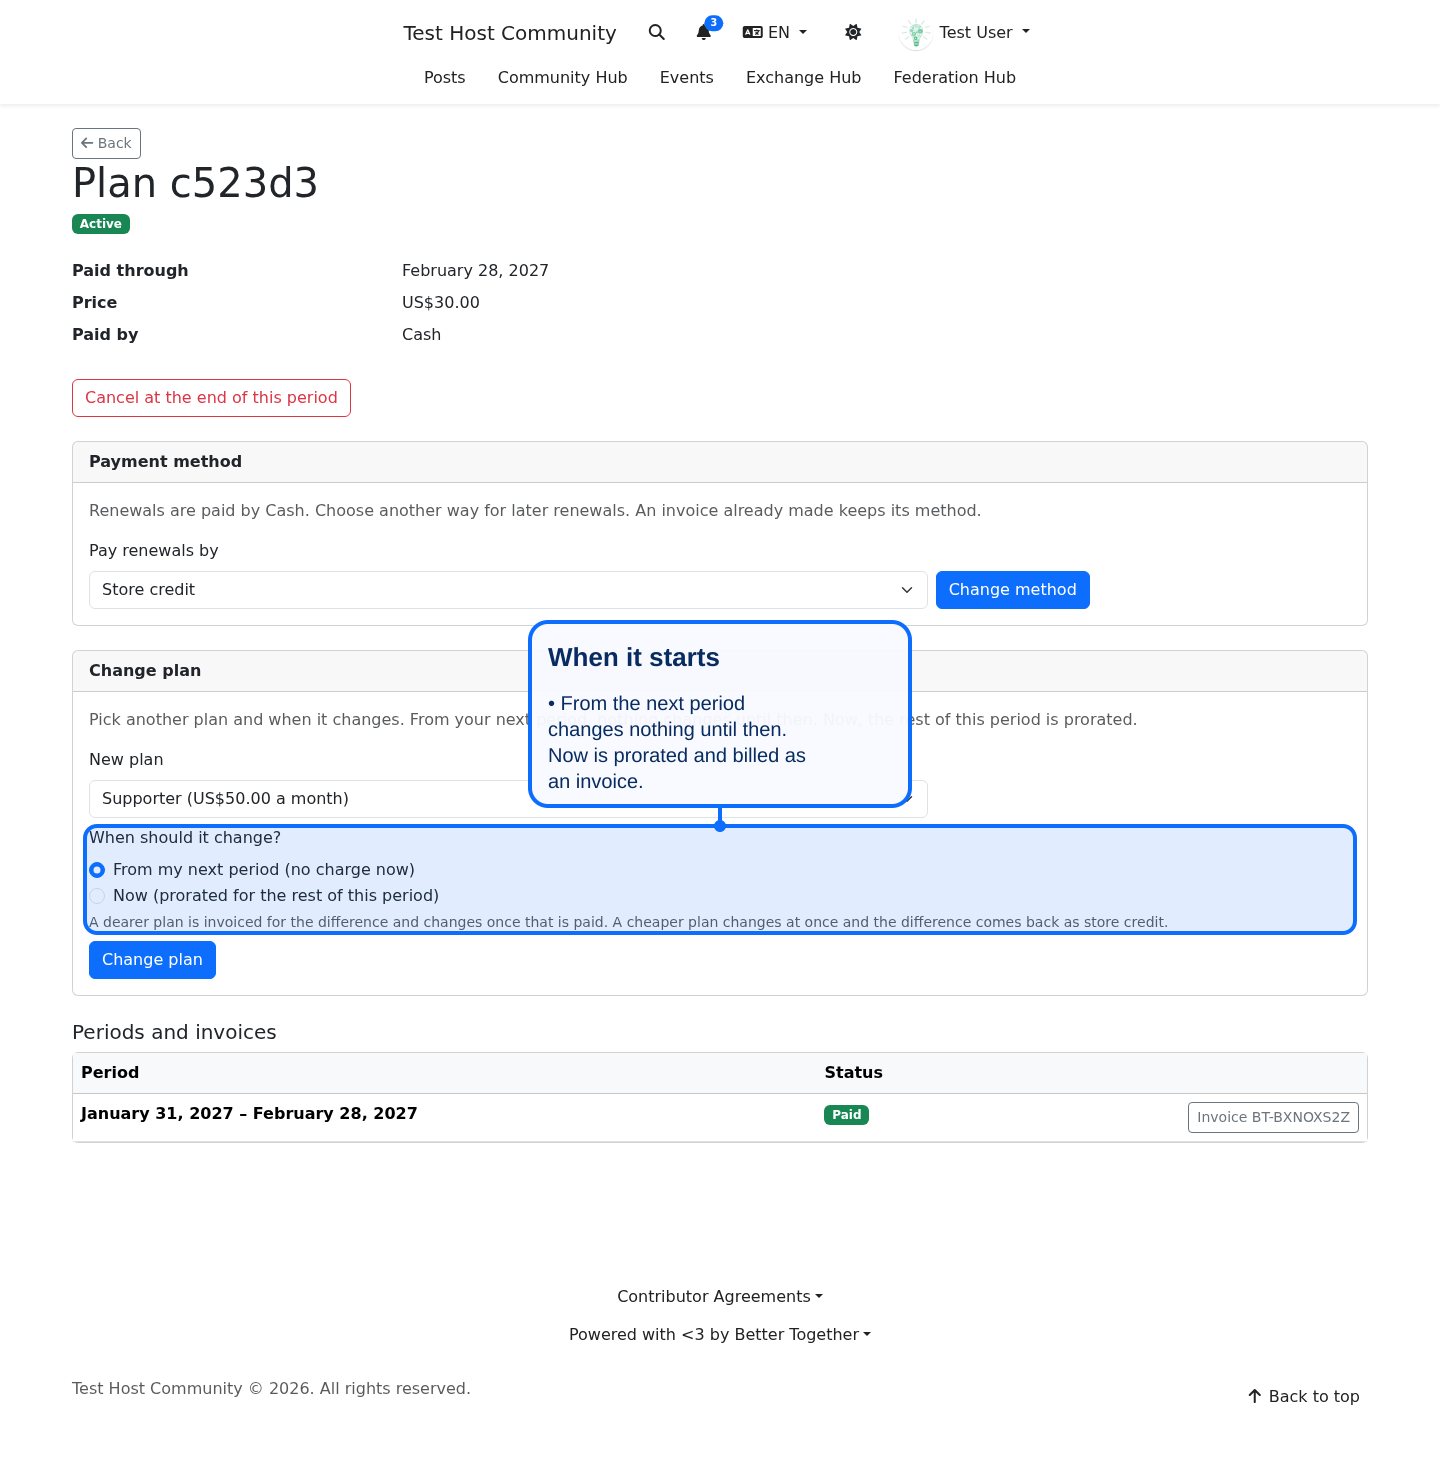 Test Host Community
3
EN
Test User
Posts
Community Hub
Events
Exchange Hub
Federation Hub
Back
Plan c523d3
Active
Paid through
February 28, 2027
Price
US$30.00
Paid by
Cash
Cancel at the end of this period
Payment method
Renewals are paid by Cash. Choose another way for later renewals. An invoice already made keeps its method.
Pay renewals by
Store credit
Change method
Change plan
When it starts
• From the next period
changes nothing until then.
Now is prorated and billed as
an invoice.
Pick another plan and when it changes. From your next period, nothing changes until then. Now, the rest of this period is prorated.
New plan
Supporter (US$50.00 a month)
When should it change?
From my next period (no charge now)
Now (prorated for the rest of this period)
A dearer plan is invoiced for the difference and changes once that is paid. A cheaper plan changes at once and the difference comes back as store credit.
Change plan
Periods and invoices
Period
Status
January 31, 2027 – February 28, 2027
Paid
Invoice BT-BXNOXS2Z
Contributor Agreements
Powered with <3 by Better Together
Test Host Community © 2026. All rights reserved.
Back to top